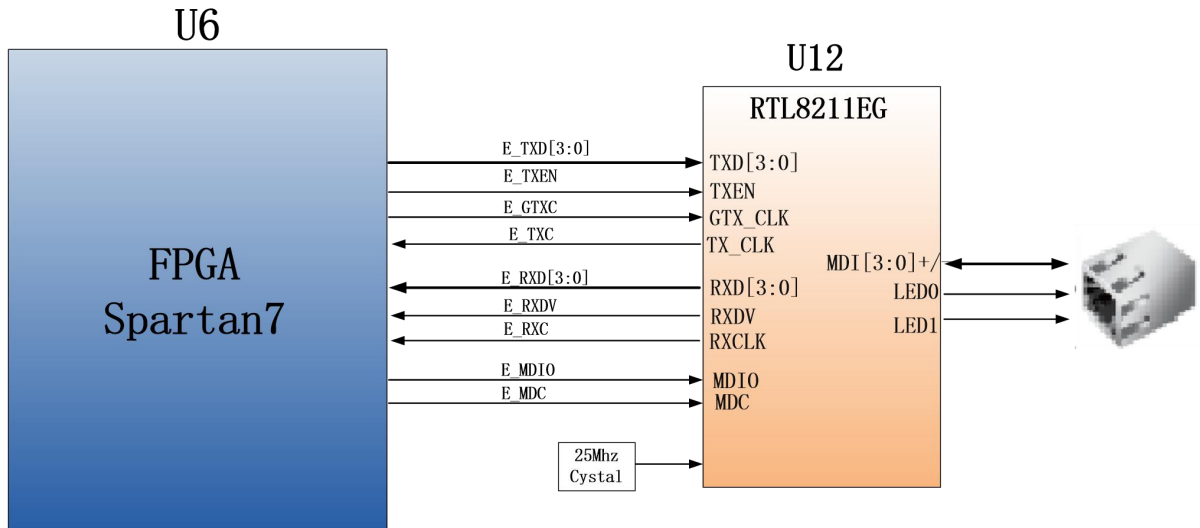 U6
U12
RTL8211EG
E_TXD[3:0]
TXD[3:0]
E_TXEN
TXEN
E_GTXC
GTX_CLK
E_TXC
TX_CLK
FPGA
Spartan7
MDI[3:0]+/
E_RXD[3:0]
RXD[3:0]
LED0
E_RXDV
RXDV
LED1
E_RXC
RXCLK
E_MDIO
MDIO
E_MDC
MDC
25Mhz
Cystal